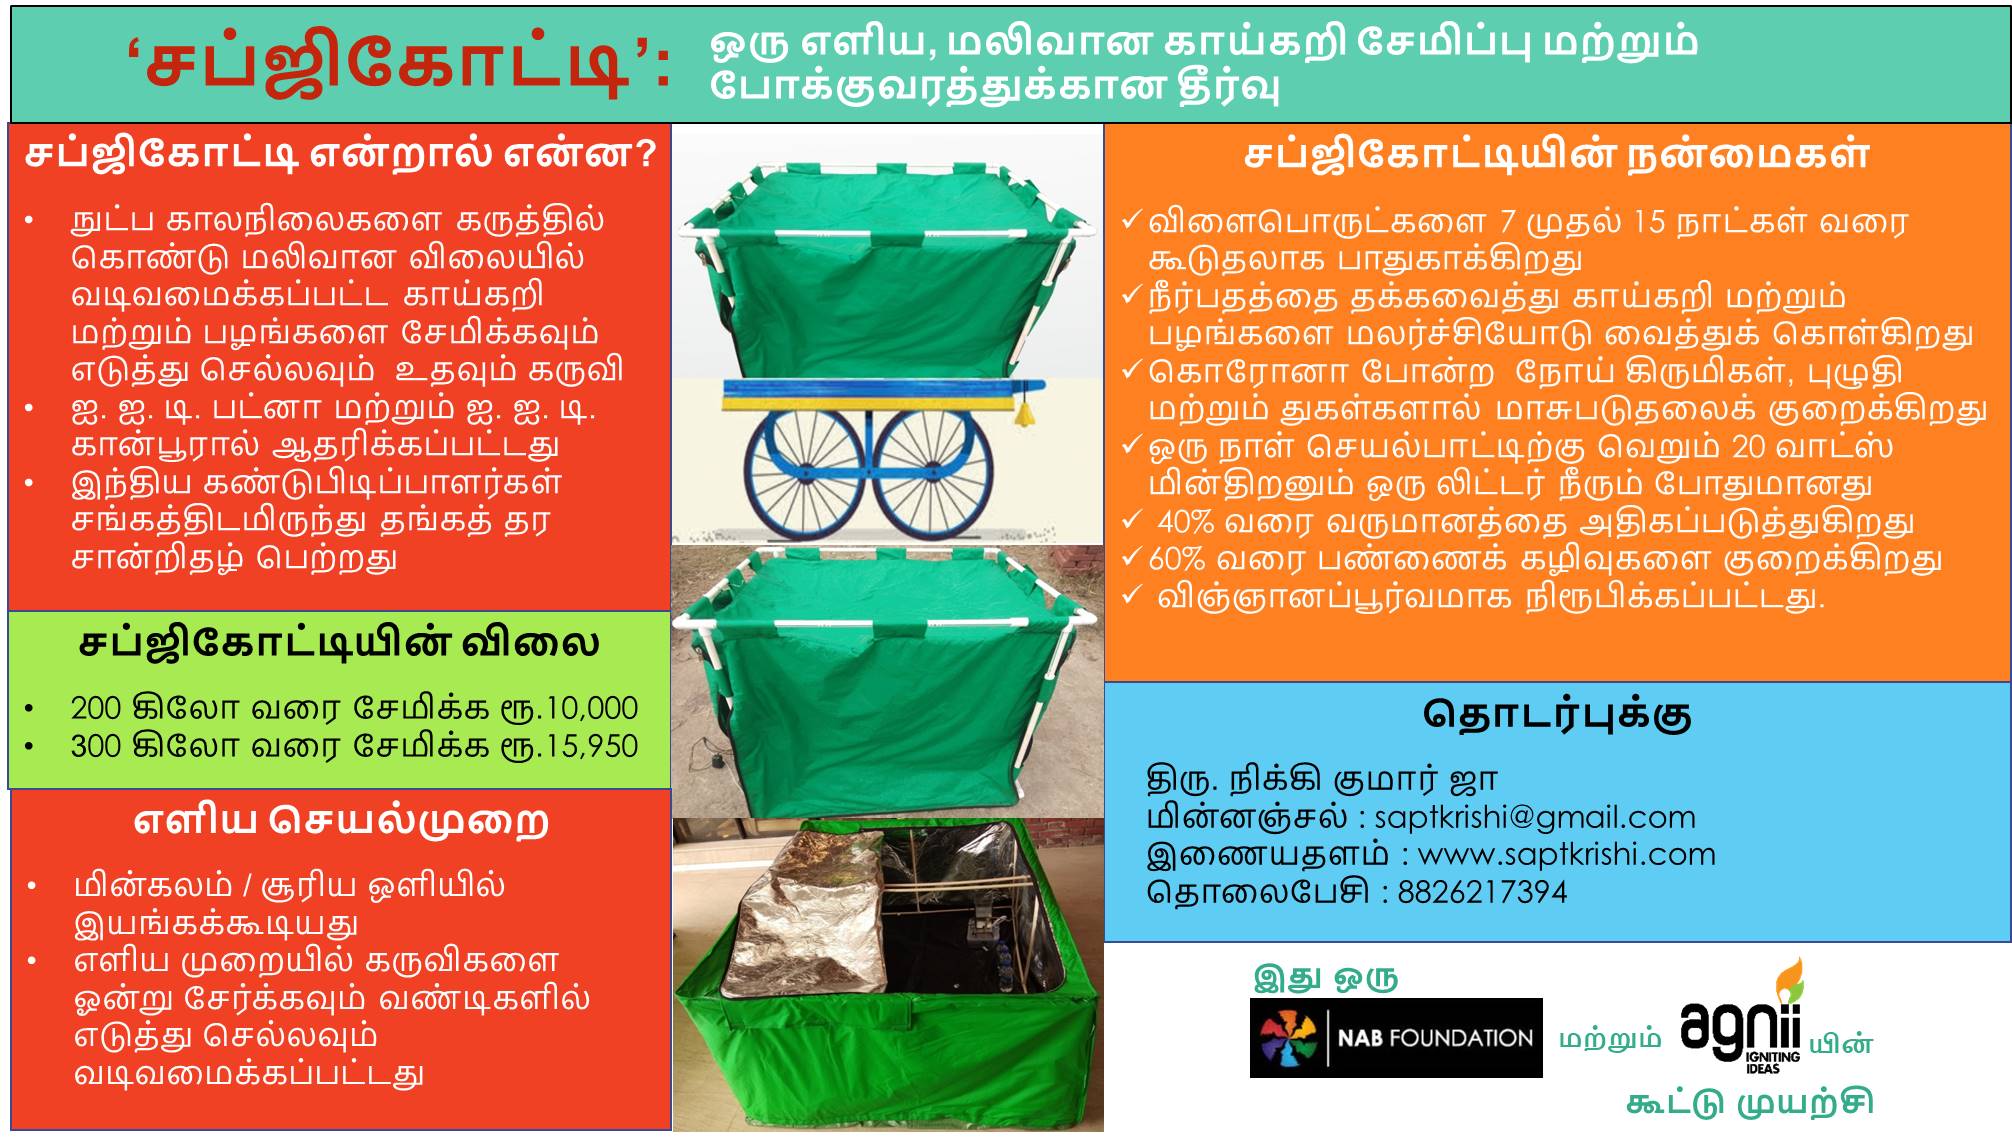 ‘சப்ஜிகோட்டி’:
ஒரு எளிய, மலிவான காய்கறி சேமிப்பு மற்றும்
போக்குவரத்துக்கான தீர்வு
சப்ஜிகோட்டி என்றால் என்ன?
• நுட்ப காலநிலைகளை கருத்தில்
கொண்டு மலிவான விலையில்
வடிவமைக்கப்பட்ட காய்கறி
மற்றும் பழங்களை சேமிக்கவும்
எடுத்து செல்லவும் உதவும் கருவி
• ஐ. ஐ. டி. பட்னா மற்றும் ஐ. ஐ. டி.
கான்பூரால் ஆதரிக்கப்பட்டது
• இந்திய கண்டுபிடிப்பாளர்கள்
சங்கத்திடமிருந்து தங்கத் தர
சான்றிதழ் பெற்றது
சப்ஜிகோட்டியின் விலை
• 200 கிலோ வரை சேமிக்க ரூ.10,000
• 300 கிலோ வரை சேமிக்க ரூ.15,950
எளிய செயல்முறை
• மின்கலம் / சூரிய ஒளியில்
இயங்கக்கூடியது
• எளிய முறையில் கருவிகளை
ஒன்று சேர்க்கவும் வண்டிகளில்
எடுத்து செல்லவும்
வடிவமைக்கப்பட்டது
சப்ஜிகோட்டியின் நன்மைகள்
✓ விளைபொருட்களை 7 முதல் 15 நாட்கள் வரை
கூடுதலாக பாதுகாக்கிறது
✓ நீர்பதத்தை தக்கவைத்து காய்கறி மற்றும்
பழங்களை மலர்ச்சியோடு வைத்துக் கொள்கிறது
✓ கொரோனா போன்ற நோய் கிருமிகள், புழுதி
மற்றும் துகள்களால் மாசுபடுதலைக் குறைக்கிறது
✓ ஒரு நாள் செயல்பாட்டிற்கு வெறும் 20 வாட்ஸ்
மின்திறனும் ஒரு லிட்டர் நீரும் போதுமானது
✓ 40% வரை வருமானத்தை அதிகப்படுத்துகிறது
✓ 60% வரை பண்ணைக் கழிவுகளை குறைக்கிறது
✓ விஞ்ஞானப்பூர்வமாக நிரூபிக்கப்பட்டது.
தொடர்புக்கு
திரு. நிக்கி குமார் ஜா
மின்னஞ்சல் : saptkrishi@gmail.com
இணையதளம் : www.saptkrishi.com
தொலைபேசி : 8826217394
இது ஒரு
NAB FOUNDATION
மற்றும்
agnii
IGNITING
IDEAS
யின்
கூட்டு முயற்சி